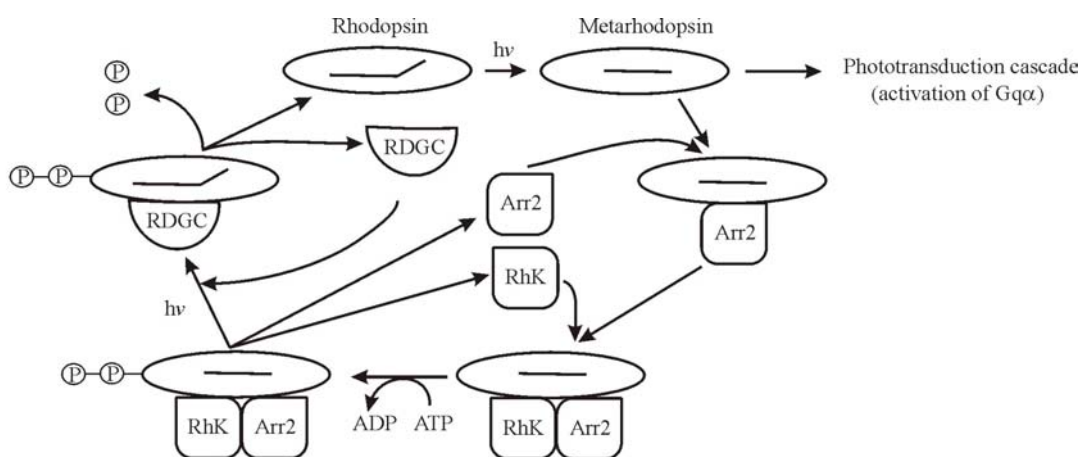 Rhodopsin
Metarhodopsin
hν
P
P
Phototransduction cascade
(activation of Gqα)
RDGC
P P
RDGC
Arr2
Arr2
RhK
hν
P P
RhK Arr2
ADP ATP
RhK Arr2